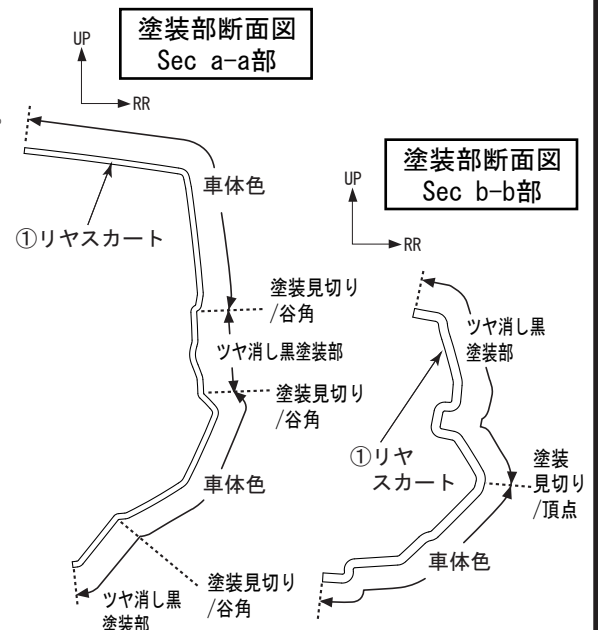 塗装部断面図
Sec a-a部
UP
RR
車体色
①リヤスカート
塗装見切り
/谷角
ツヤ消し黒塗装部
塗装見切り
/谷角
車体色
塗装見切り
/谷角
ツヤ消し黒
塗装部
塗装部断面図
Sec b-b部
UP
RR
ツヤ消し黒
塗装部
①リヤ
スカート
塗装
見切り
/頂点
車体色